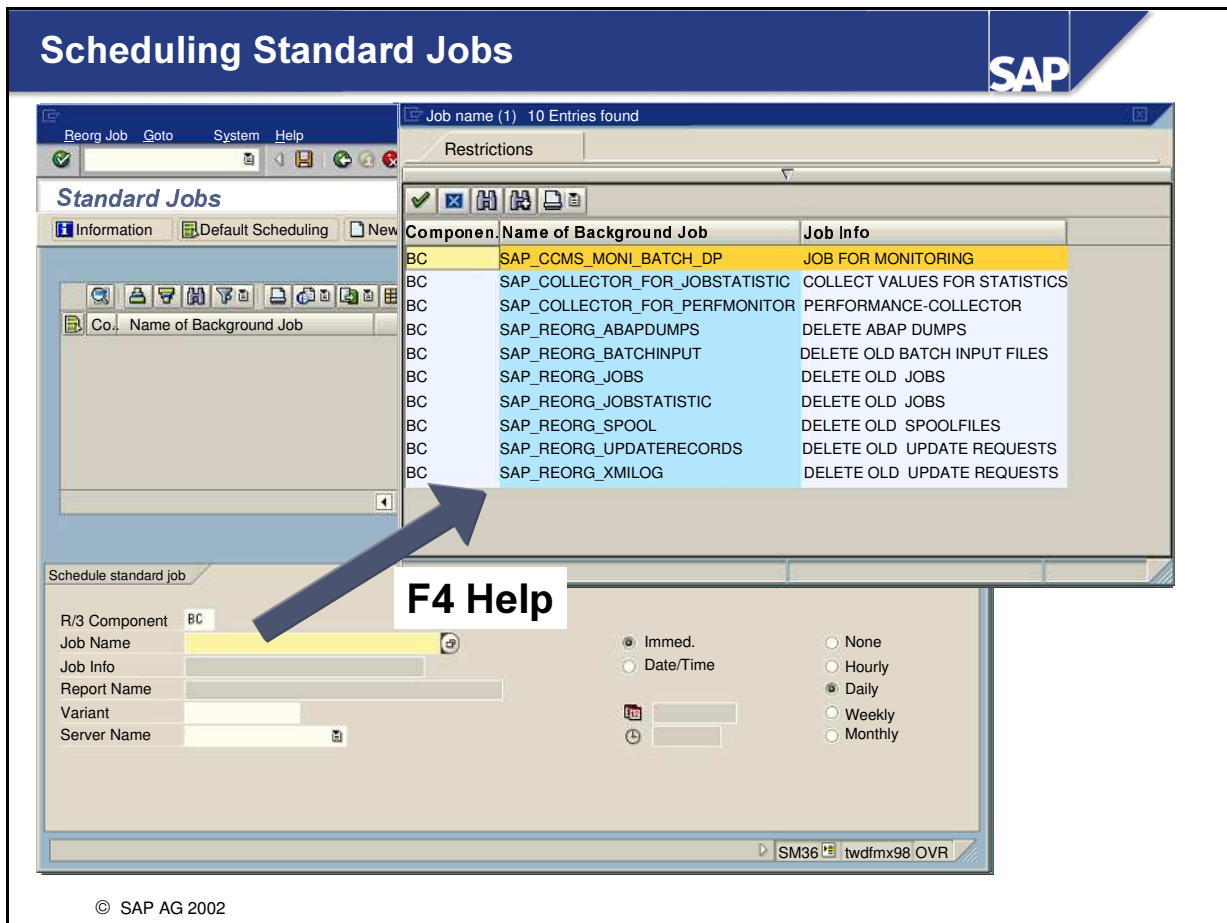 Scheduling Standard Jobs
SAP
Reorg Job Goto System Help
Standard Jobs
Information Default Scheduling New
Co.. Name of Background Job
Job name (1) 10 Entries found
Restrictions
Componen. Name of Background Job Job Info
BC SAP_CCMS_MONI_BATCH_DP JOB FOR MONITORING
BC SAP_COLLECTOR_FOR_JOBSTATISTIC COLLECT VALUES FOR STATISTICS
BC SAP_COLLECTOR_FOR_PERFMONITOR PERFORMANCE-COLLECTOR
BC SAP_REORG_ABAPDUMPS DELETE ABAP DUMPS
BC SAP_REORG_BATCHINPUT DELETE OLD BATCH INPUT FILES
BC SAP_REORG_JOBS DELETE OLD JOBS
BC SAP_REORG_JOBSTATISTIC DELETE OLD JOBS
BC SAP_REORG_SPOOL DELETE OLD SPOOLFILES
BC SAP_REORG_UPDATERECORDS DELETE OLD UPDATE REQUESTS
BC SAP_REORG_XMILOG DELETE OLD UPDATE REQUESTS
F4 Help
Schedule standard job
R/3 Component BC
Job Name Immed. None
Job Info Date/Time Hourly
Report Name Daily
Variant Weekly
Server Name Monthly
SM36 twdfmx98 OVR
© SAP AG 2002